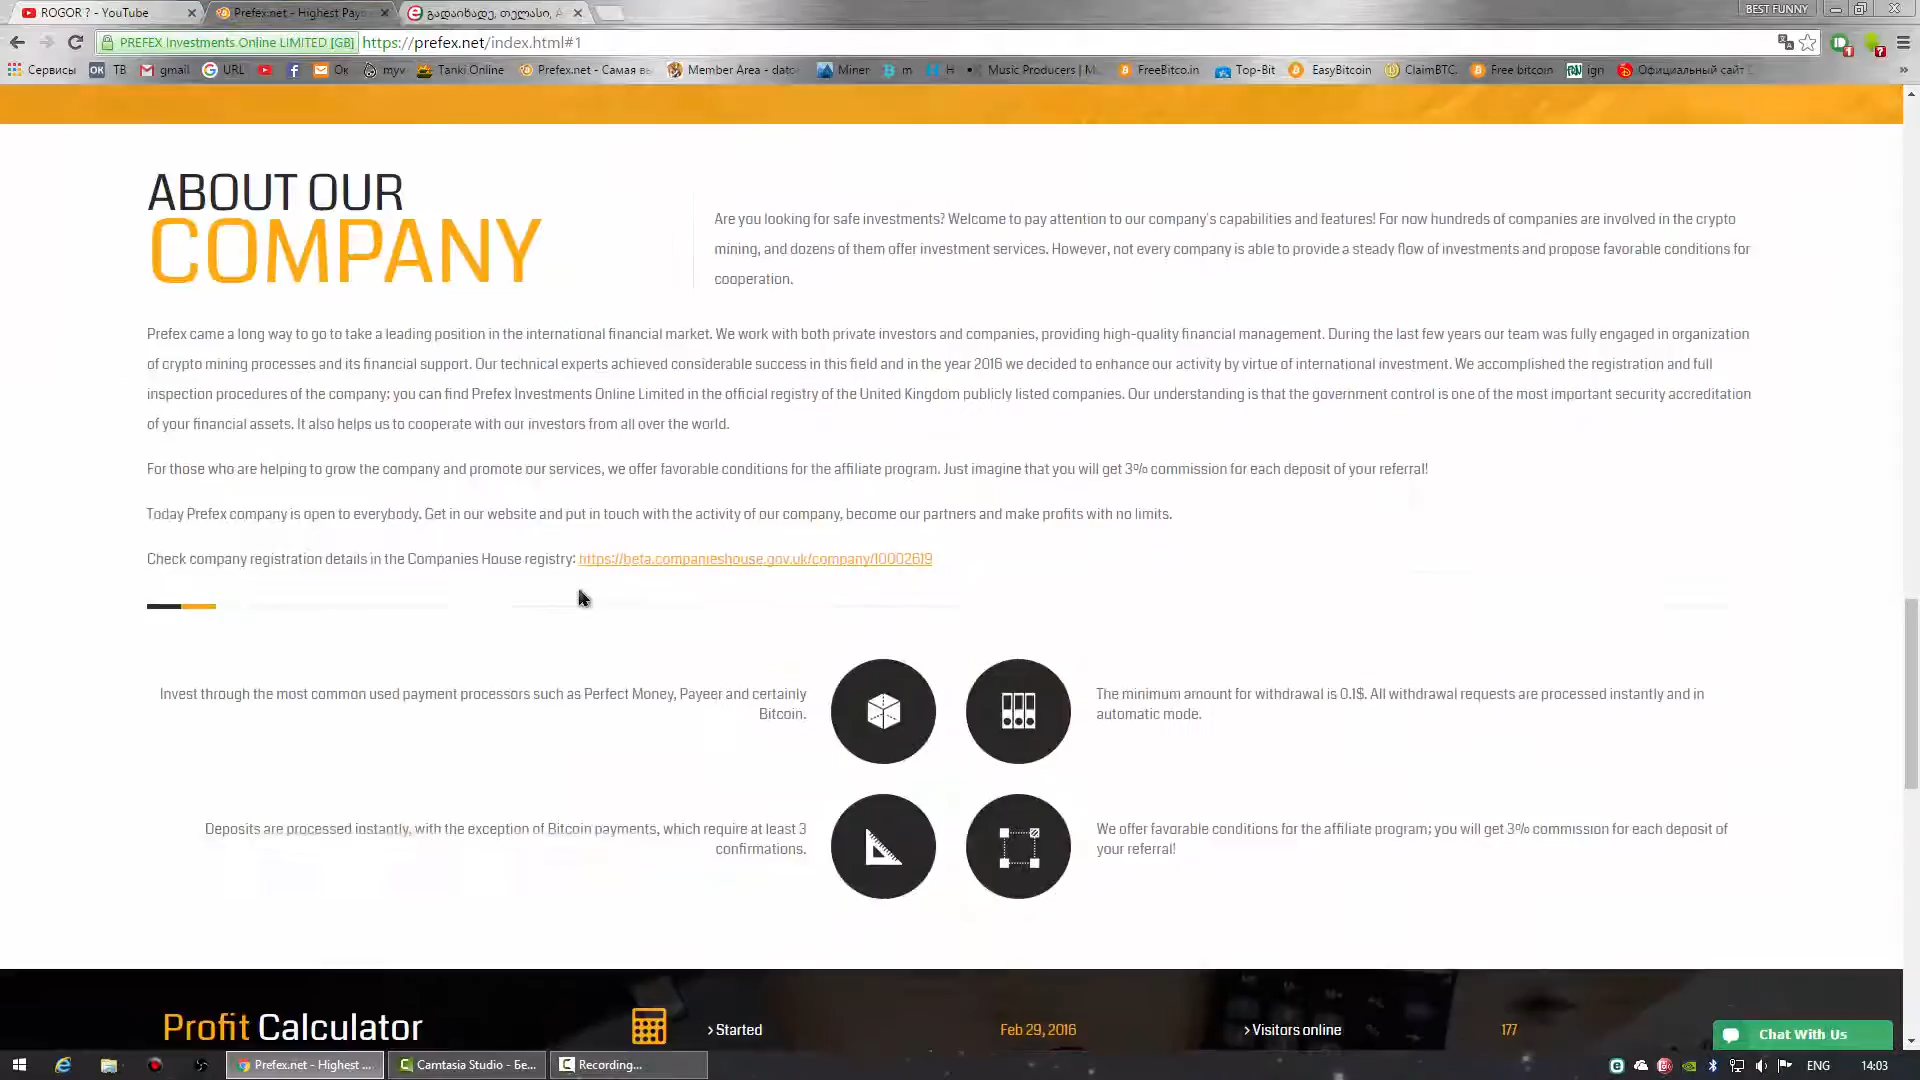 ROGOR ? - YouTube
Prefex.net - Highest Pay
გადაიხადე, თელასი,
BEST FUNNY
PREFEX Investments Online LIMITED [GB]
https://prefex.net/index.html#1
Сервисы
ТВ
gmail
URL
Ок
myv
Tanki Online
Prefex.net - Самая в
Member Area - dato
Miner
m
H
Music Producers | M
FreeBitco.in
Top-Bit
EasyBitcoin
ClaimBTC.
Free bitcoin
ign
Официальный сайт
ABOUT OUR
COMPANY
Are you looking for safe investments? Welcome to pay attention to our company's capabilities and features! For now hundreds of companies are involved in the crypto
mining, and dozens of them offer investment services. However, not every company is able to provide a steady flow of investments and propose favorable conditions for
cooperation.
Prefex came a long way to go to take a leading position in the international financial market. We work with both private investors and companies, providing high-quality financial management. During the last few years our team was fully engaged in organization
of crypto mining processes and its financial support. Our technical experts achieved considerable success in this field and in the year 2016 we decided to enhance our activity by virtue of international investment. We accomplished the registration and full
inspection procedures of the company; you can find Prefex Investments Online Limited in the official registry of the United Kingdom publicly listed companies. Our understanding is that the government control is one of the most important security accreditation
of your financial assets. It also helps us to cooperate with our investors from all over the world.
For those who are helping to grow the company and promote our services, we offer favorable conditions for the affiliate program. Just imagine that you will get 3% commission for each deposit of your referral!
Today Prefex company is open to everybody. Get in our website and put in touch with the activity of our company, become our partners and make profits with no limits.
Check company registration details in the Companies House registry: https://beta.companieshouse.gov.uk/company/10002619
Invest through the most common used payment processors such as Perfect Money, Payeer and certainly
Bitcoin.
The minimum amount for withdrawal is 0.1$. All withdrawal requests are processed instantly and in
automatic mode.
Deposits are processed instantly, with the exception of Bitcoin payments, which require at least 3
confirmations.
We offer favorable conditions for the affiliate program; you will get 3% commission for each deposit of
your referral!
Profit Calculator
› Started
Feb 29, 2016
› Visitors online
177
Chat With Us
Prefex.net - Highest ...
Camtasia Studio - Бе...
Recording...
ENG
14:03